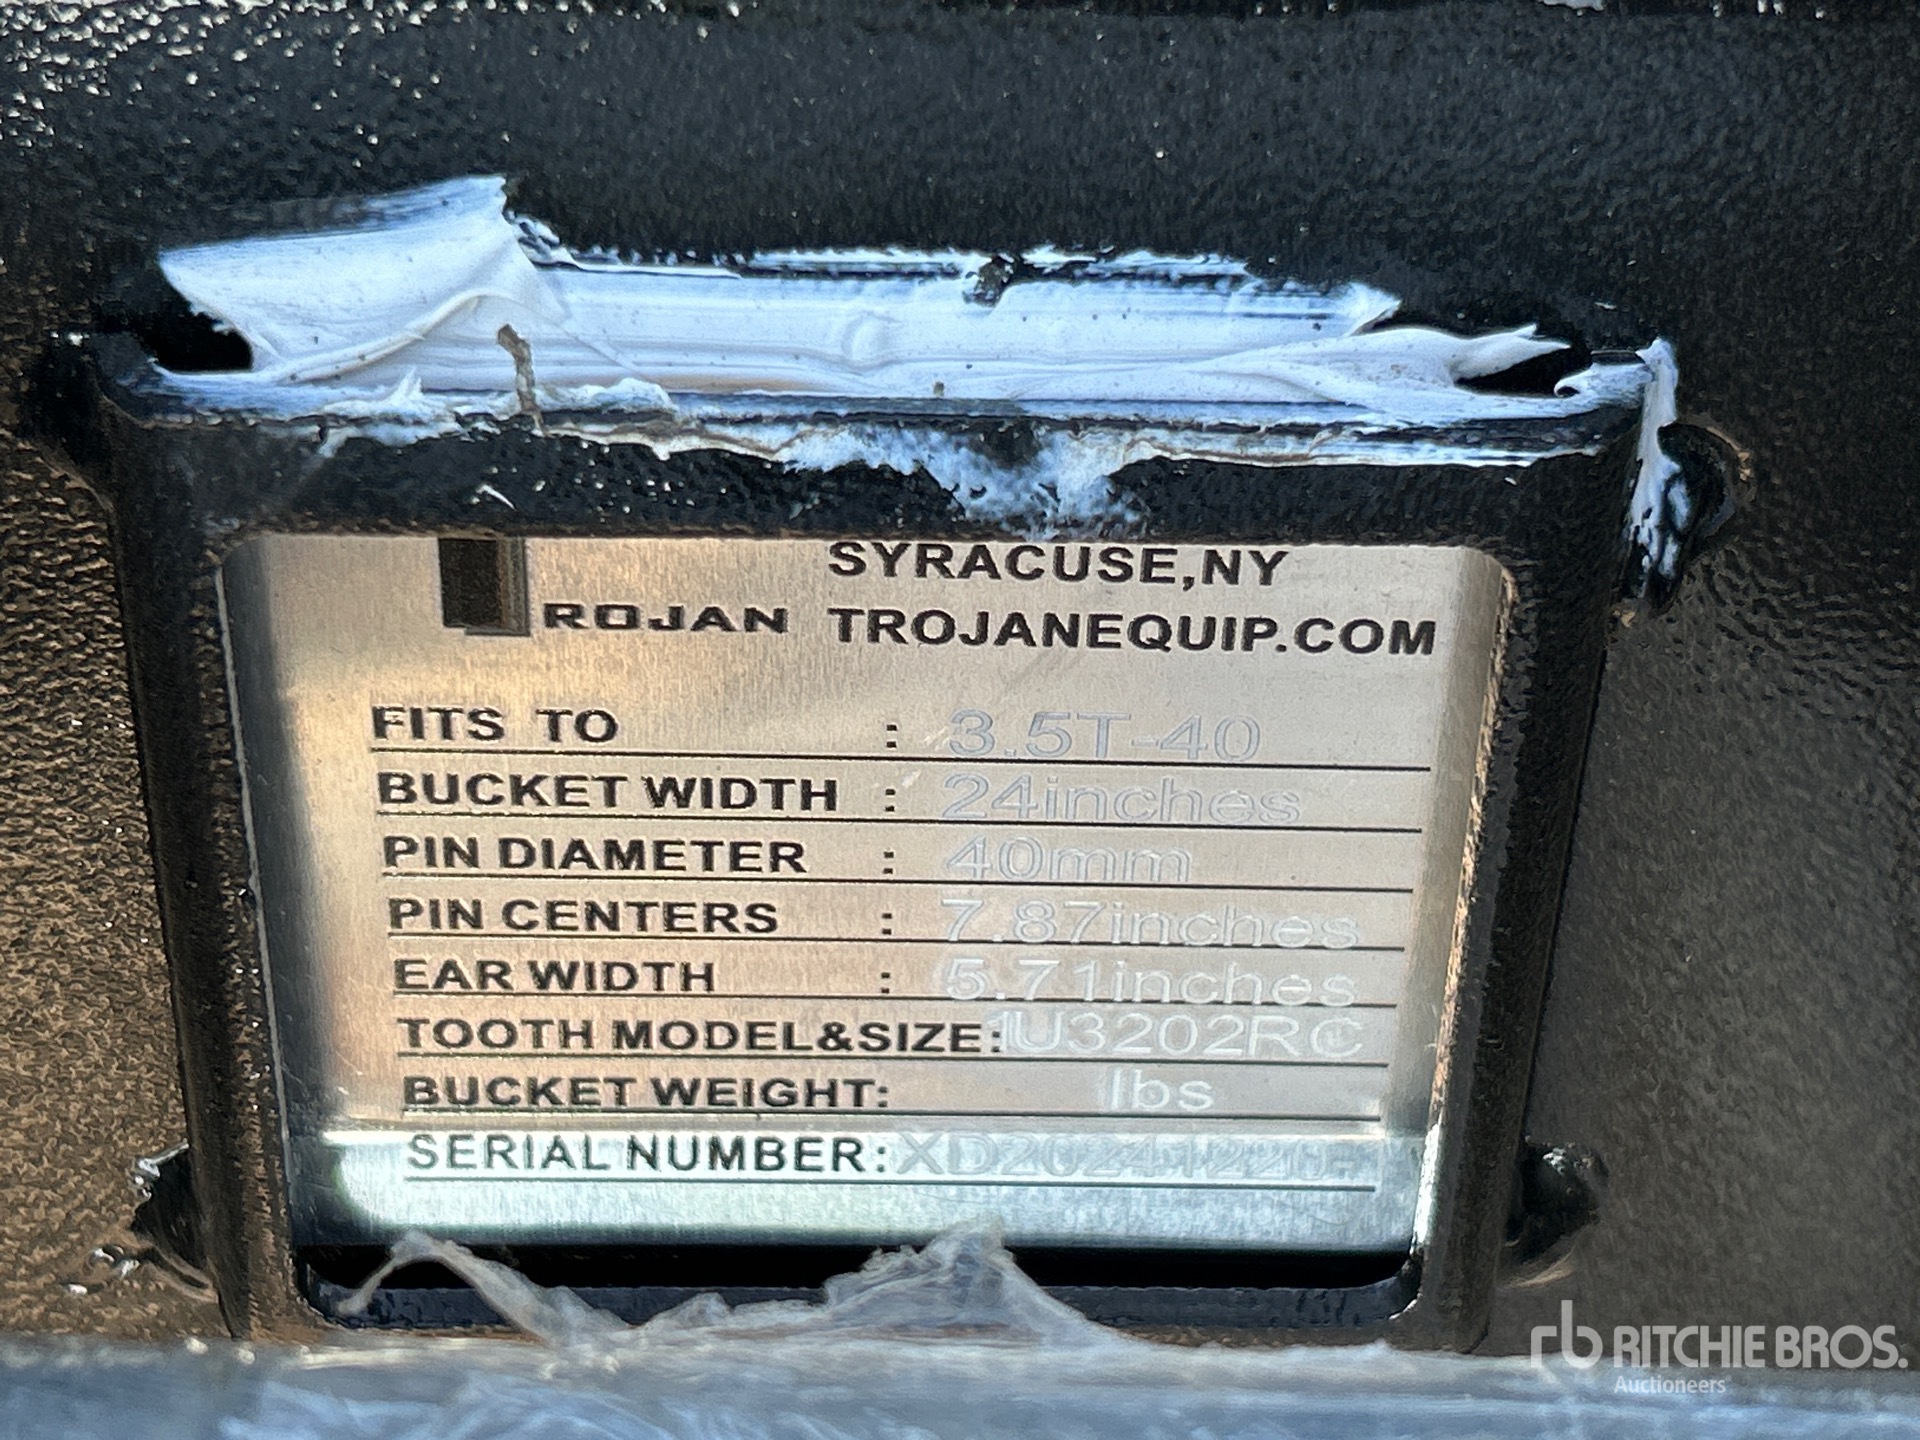 SYRACUSE,NY
ROJAN TROJANEQUIP.COM
FITS TO : 3.5T-40
BUCKET WIDTH : 24inches
PIN DIAMETER : 40mm
PIN CENTERS : 7.87inches
EAR WIDTH : 5.71inches
TOOTH MODEL&SIZE: 1U3202RC
BUCKET WEIGHT: lbs
SERIAL NUMBER:
rb RITCHIE BROS.
Auctioneers